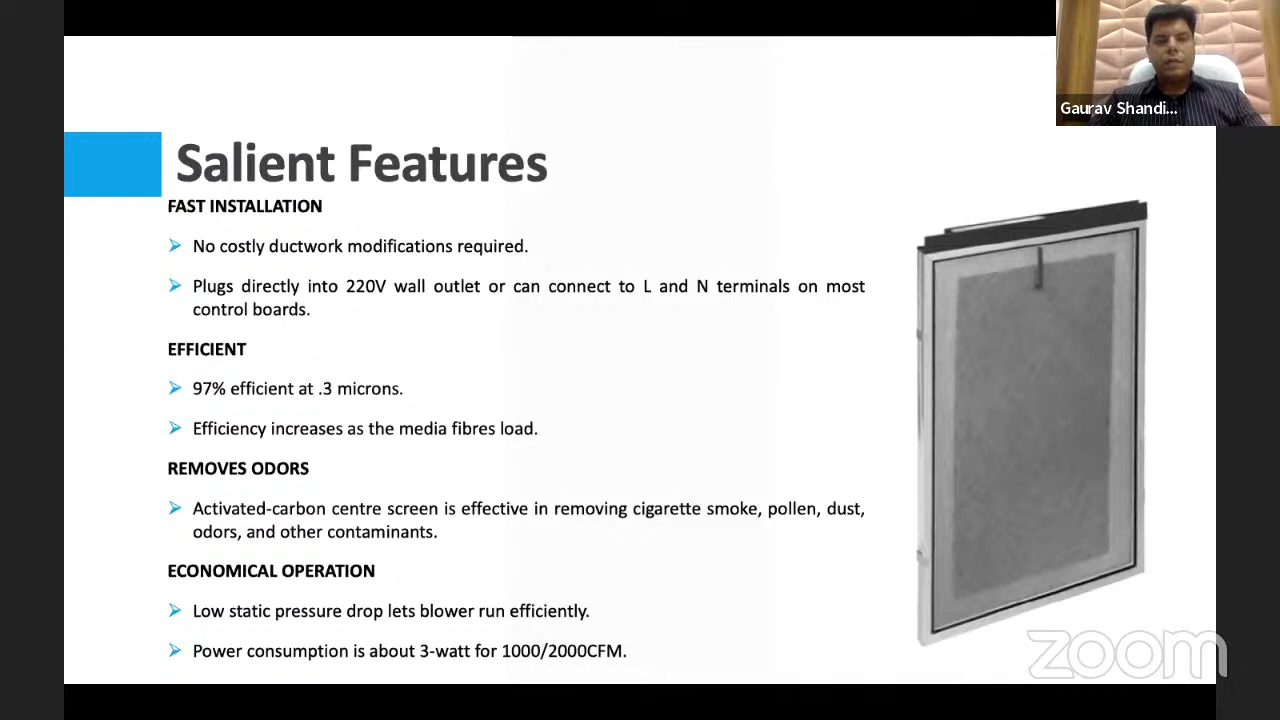 Gaurav Shandi...
Salient Features
FAST INSTALLATION
No costly ductwork modifications required.
Plugs directly into 220V wall outlet or can connect to L and N terminals on most
control boards.
EFFICIENT
97% efficient at .3 microns.
Efficiency increases as the media fibres load.
REMOVES ODORS
Activated-carbon centre screen is effective in removing cigarette smoke, pollen, dust,
odors, and other contaminants.
ECONOMICAL OPERATION
Low static pressure drop lets blower run efficiently.
Power consumption is about 3-watt for 1000/2000CFM.
zoom